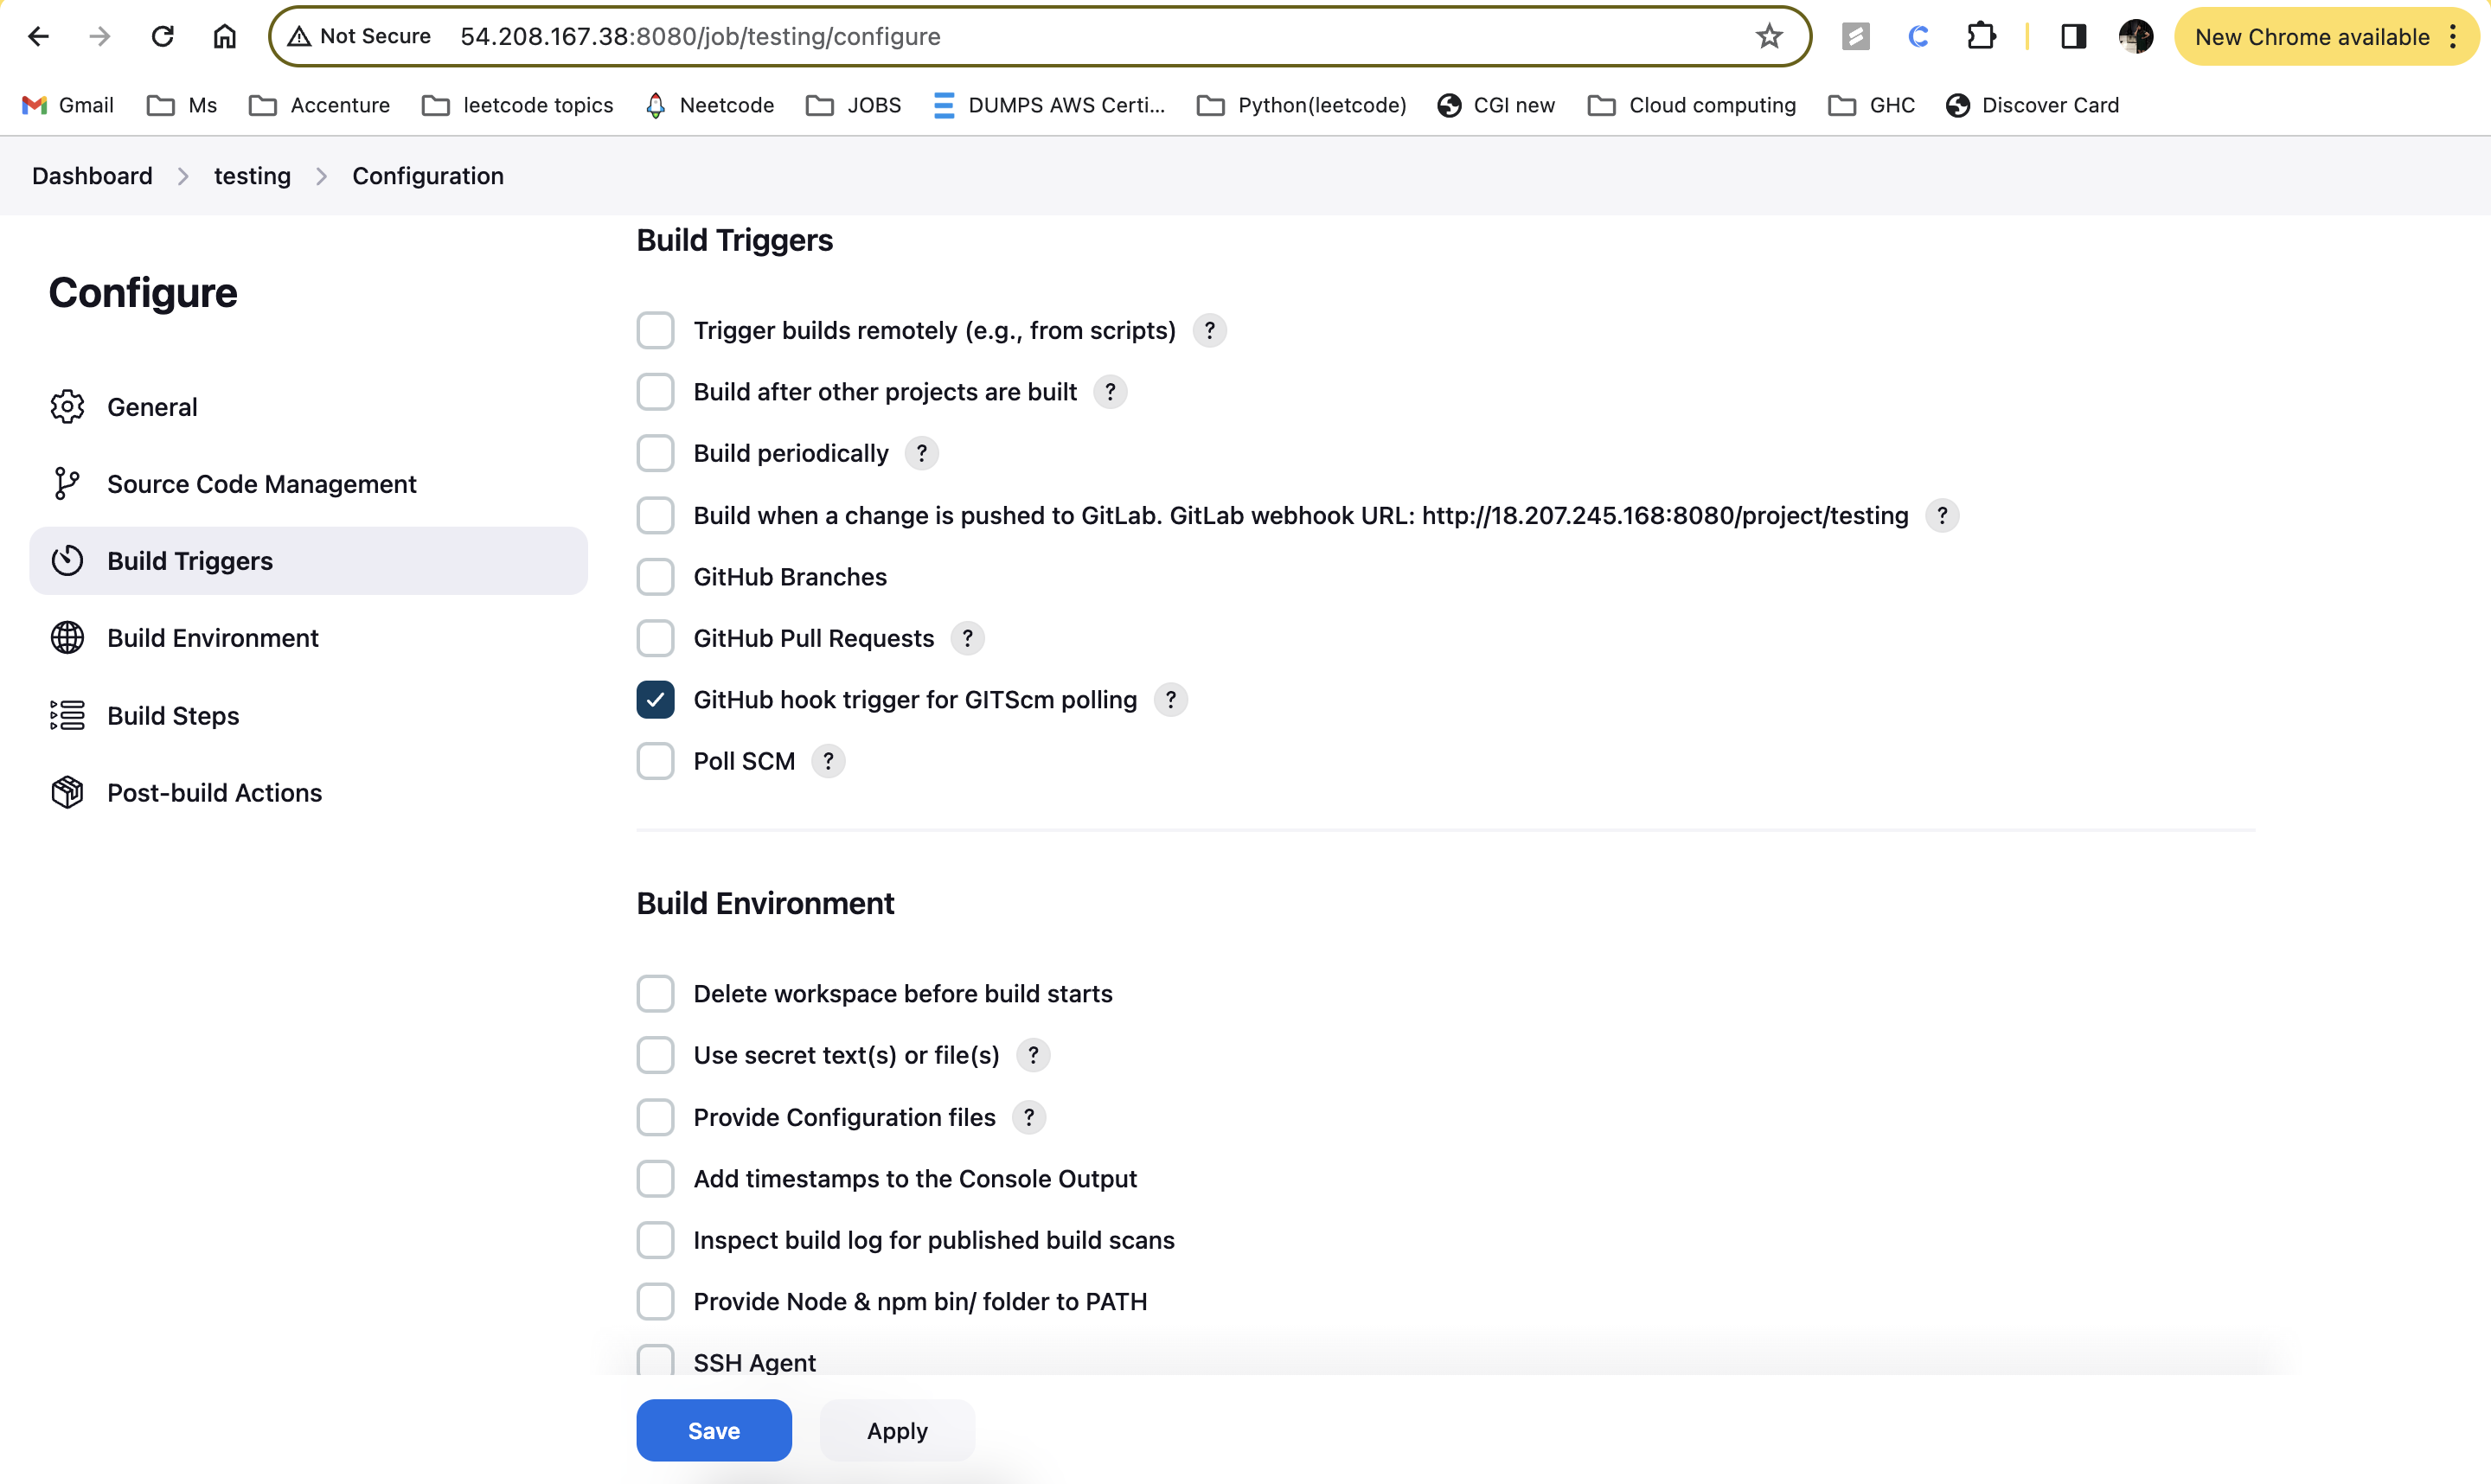 Not Secure 54.208.167.38:8080/job/testing/configure New Chrome available
Gmail Ms Accenture leetcode topics Neetcode JOBS DUMPS AWS Certi... Python(leetcode) CGI new Cloud computing GHC Discover Card
Dashboard testing Configuration
Configure
General
Source Code Management
Build Triggers
Build Environment
Build Steps
Post-build Actions
Build Triggers
Trigger builds remotely (e.g., from scripts) ?
Build after other projects are built ?
Build periodically ?
Build when a change is pushed to GitLab. GitLab webhook URL: http://18.207.245.168:8080/project/testing ?
GitHub Branches
GitHub Pull Requests ?
GitHub hook trigger for GITScm polling ?
Poll SCM ?
Build Environment
Delete workspace before build starts
Use secret text(s) or file(s) ?
Provide Configuration files ?
Add timestamps to the Console Output
Inspect build log for published build scans
Provide Node & npm bin/ folder to PATH
SSH Agent
Save Apply